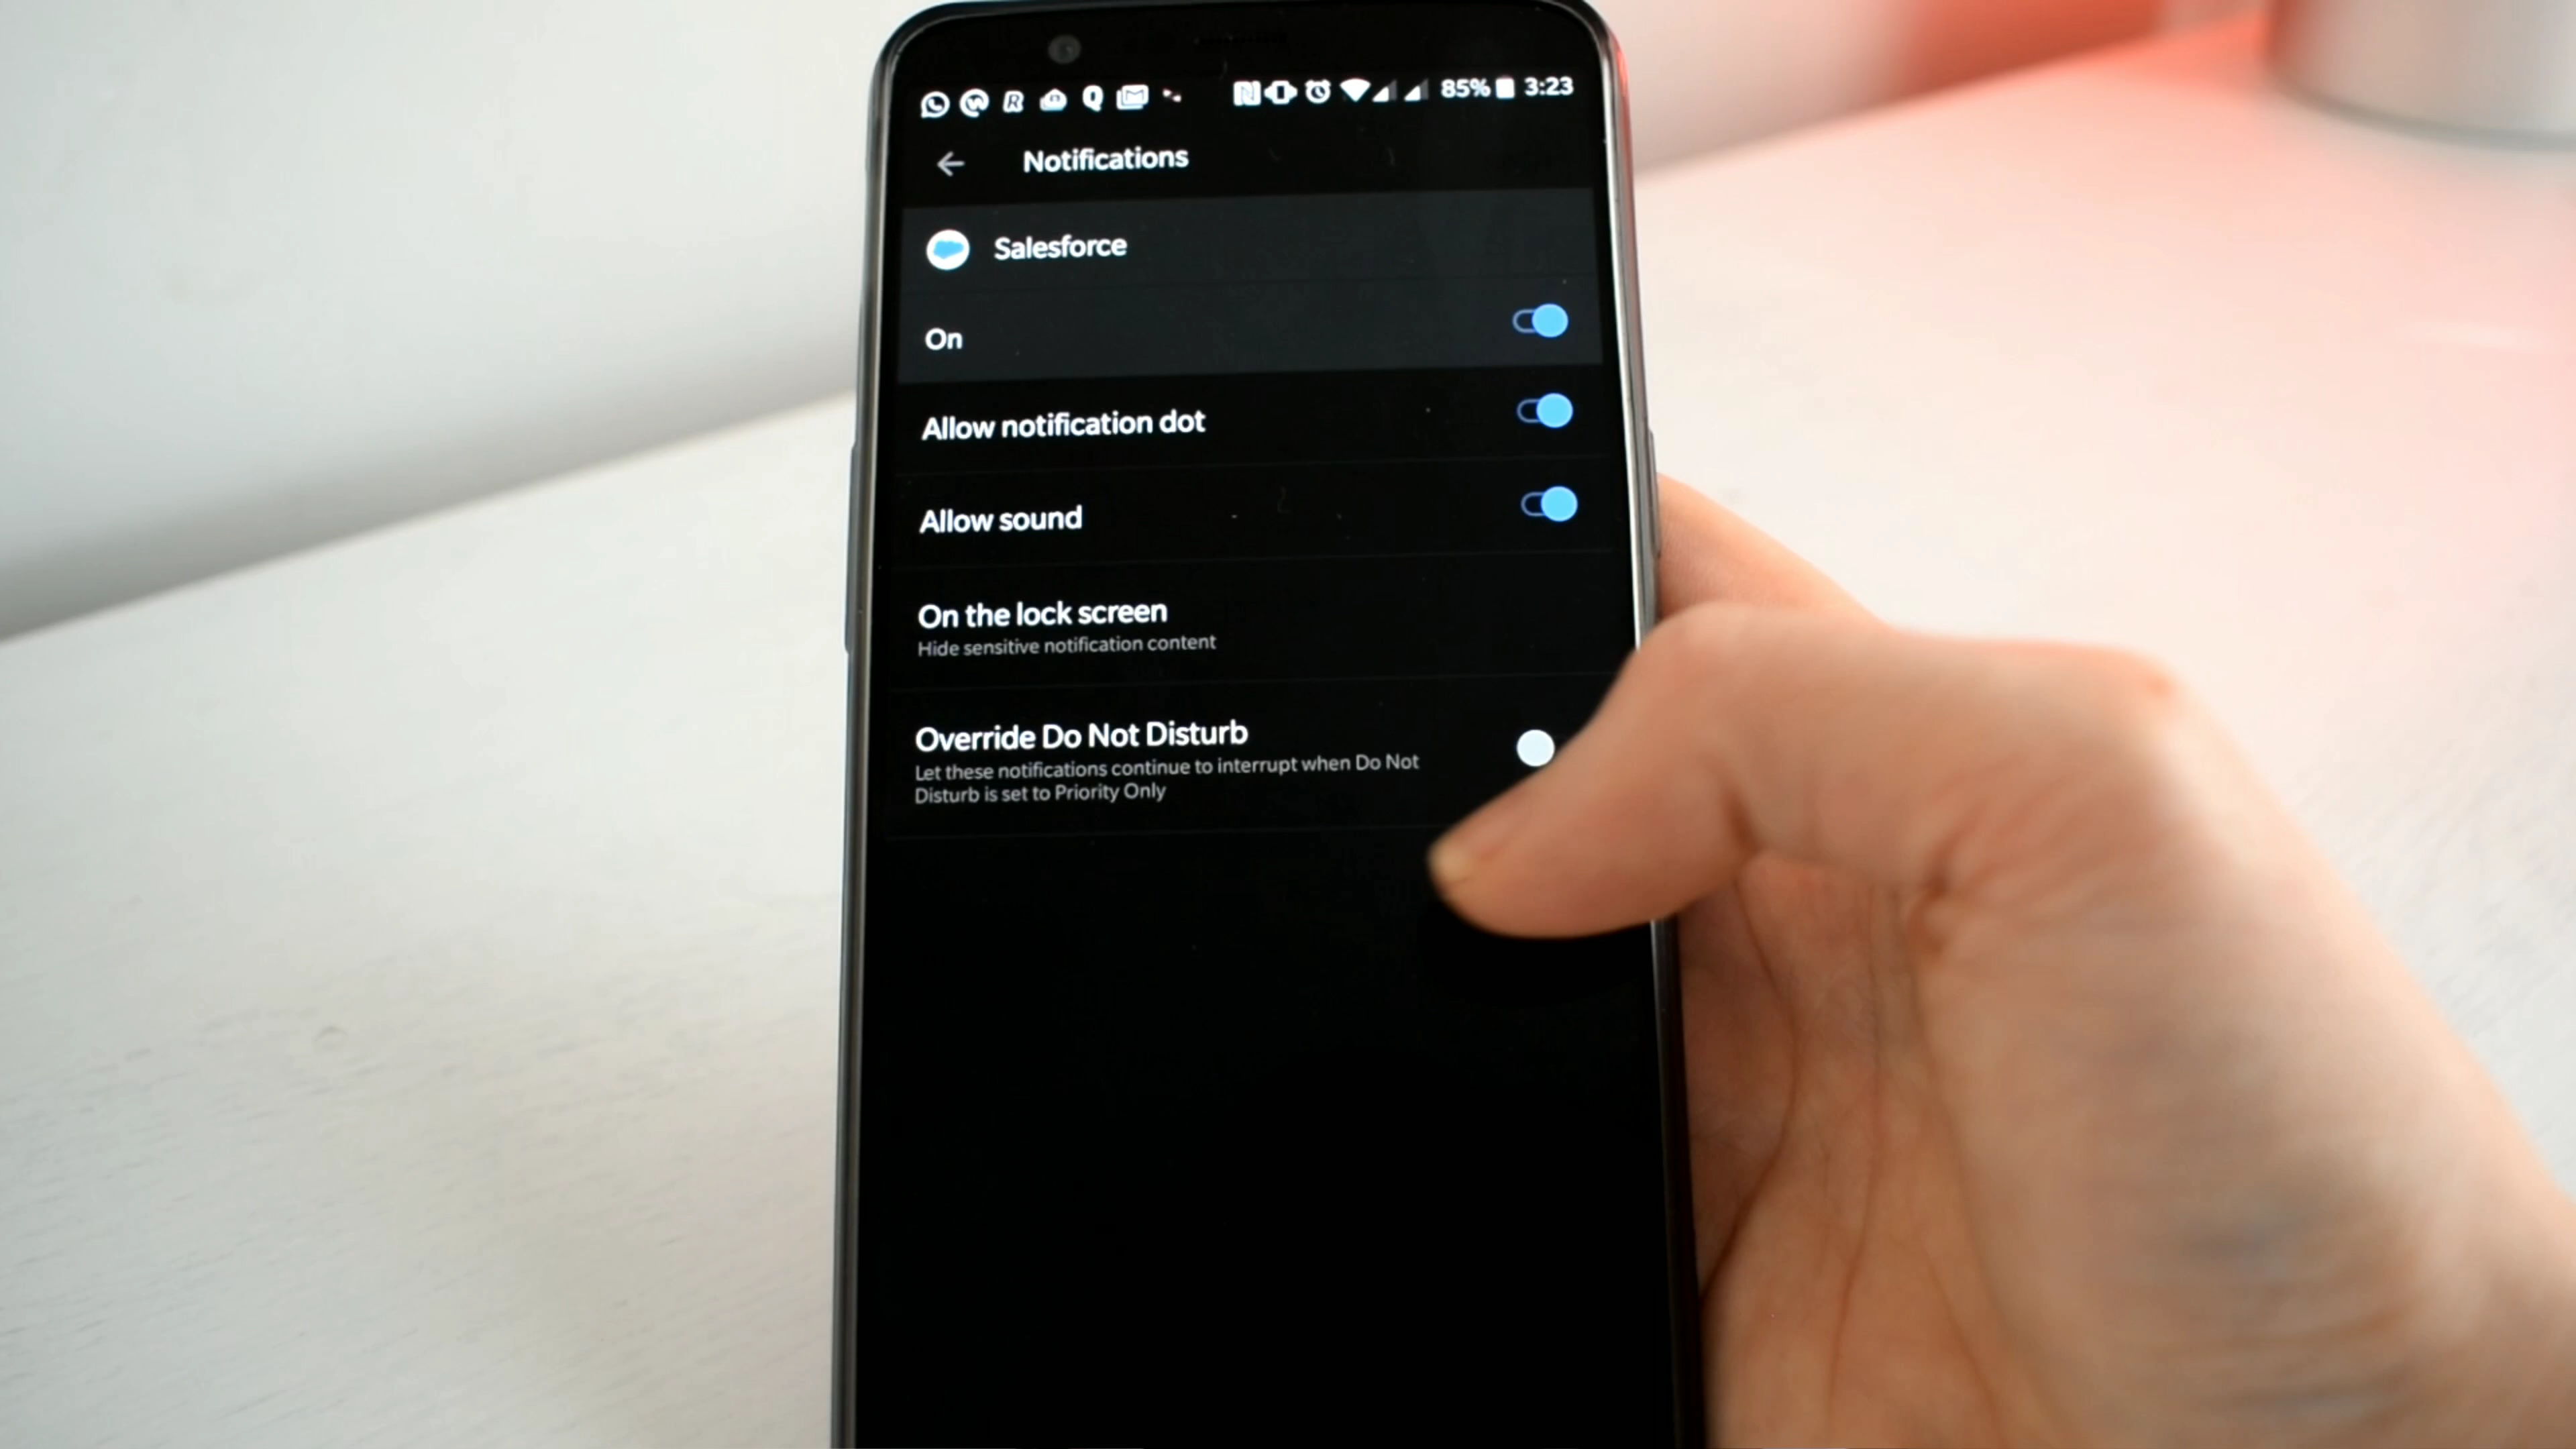 85% 3:23
Notifications
Salesforce
On
Allow notification dot
Allow sound
On the lock screen
Hide sensitive notification content
Override Do Not Disturb
Let these notifications continue to interrupt when Do Not
Disturb is set to Priority Only